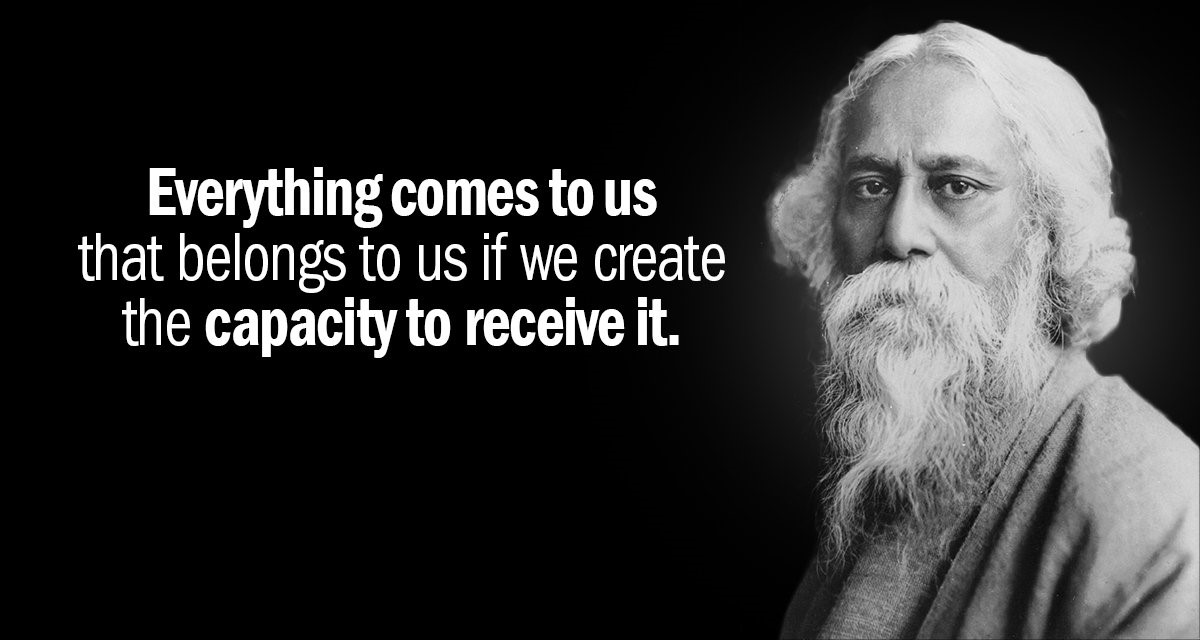 Everything comes to us
that belongs to us if we create
the capacity to receive it.